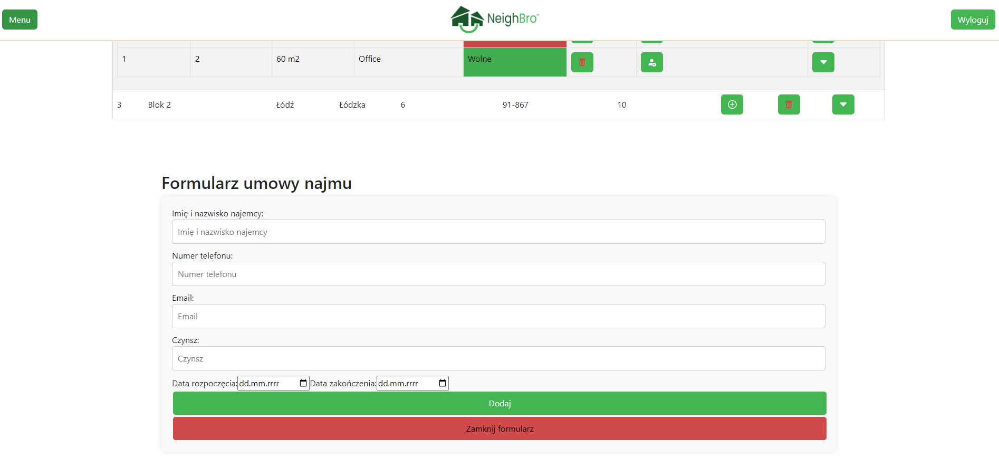 Menu
NeighBro™
Wyloguj
1 2 60 m2 Office Wolne
3 Blok 2 Łódź Łódzka 6 91-867 10
Formularz umowy najmu
Imię i nazwisko najemcy:
Imię i nazwisko najemcy
Numer telefonu:
Numer telefonu
Email:
Email
Czynsz:
Czynsz
Data rozpoczęcia: dd.mm.rrrr Data zakończenia: dd.mm.rrrr
Dodaj
Zamknij formularz